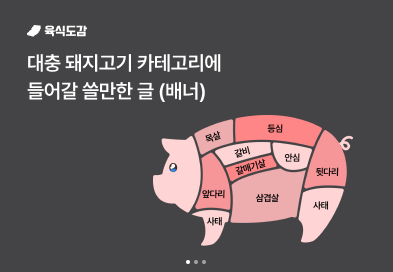 육식도감
대충 돼지고기 카테고리에
들어갈 쓸만한 글 (배너)
목살
등심
갈비
안심
갈매기살
뒷다리
앞다리
삼겹살
사태
사태